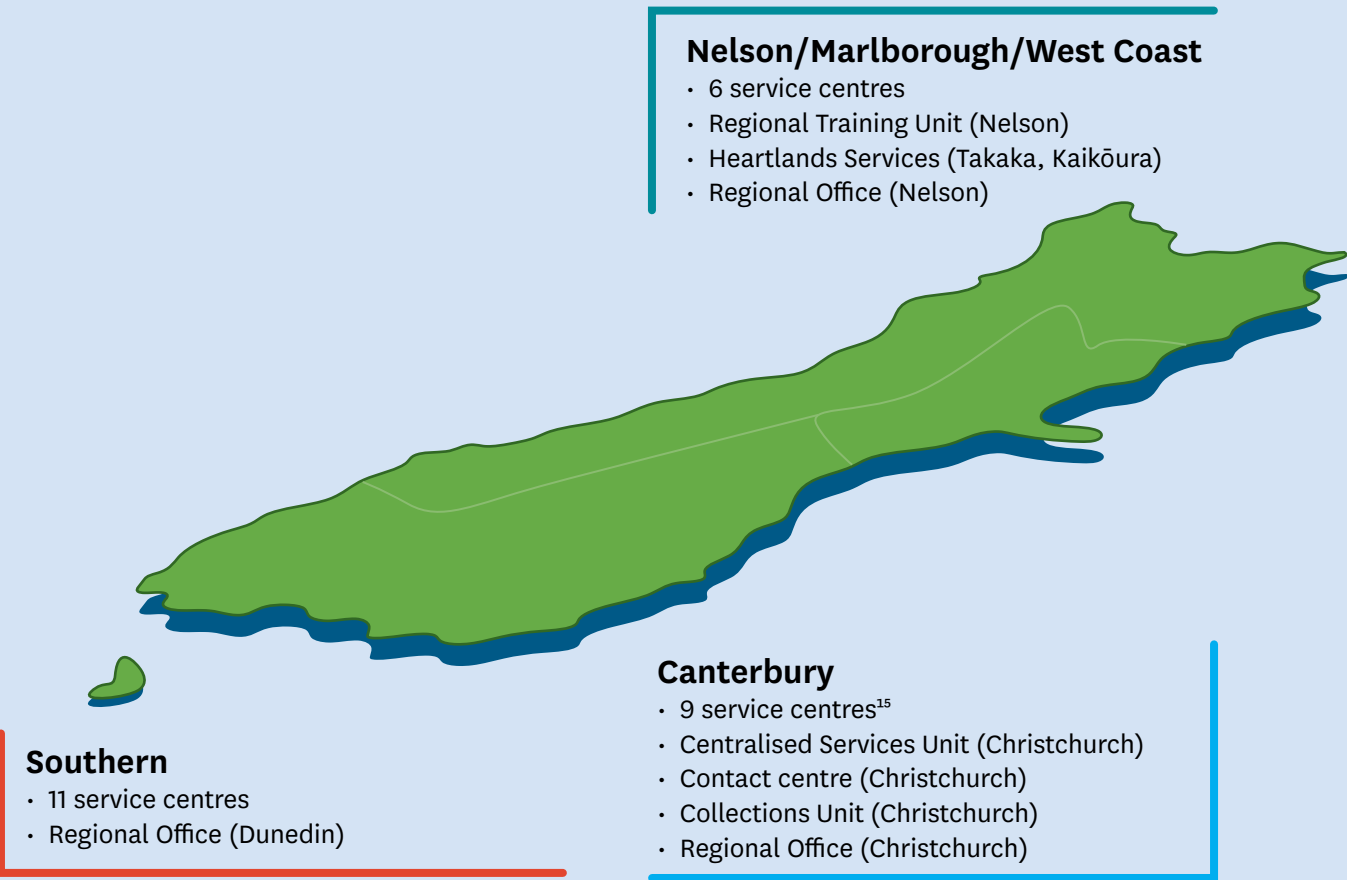 Nelson/Marlborough/West Coast
· 6 service centres
· Regional Training Unit (Nelson)
· Heartlands Services (Takaka, Kaikōura)
· Regional Office (Nelson)
Canterbury
· 9 service centres¹⁵
· Centralised Services Unit (Christchurch)
· Contact centre (Christchurch)
· Collections Unit (Christchurch)
· Regional Office (Christchurch)
Southern
· 11 service centres
· Regional Office (Dunedin)